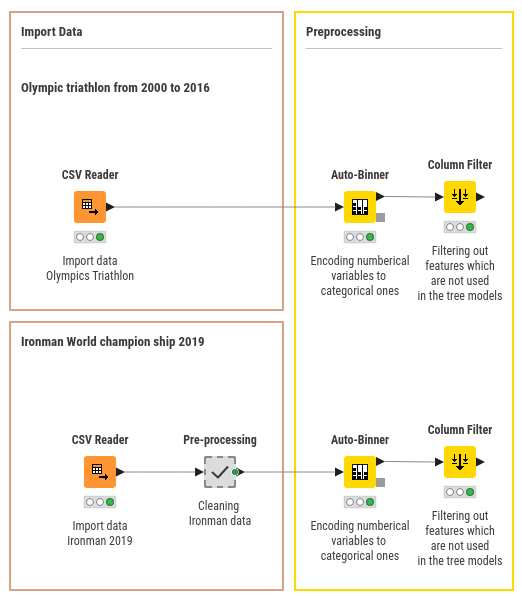 Import Data
Preprocessing
Olympic triathlon from 2000 to 2016
CSV Reader
Import data
Olympics Triathlon
Auto-Binner
Encoding numerical
variables to
categorical ones
Column Filter
Filtering out
features which
are not used
in the tree models
Ironman World champion ship 2019
CSV Reader
Import data
Ironman 2019
Pre-processing
Cleaning
Ironman data
Auto-Binner
Encoding numerical
variables to
categorical ones
Column Filter
Filtering out
features which
are not used
in the tree models